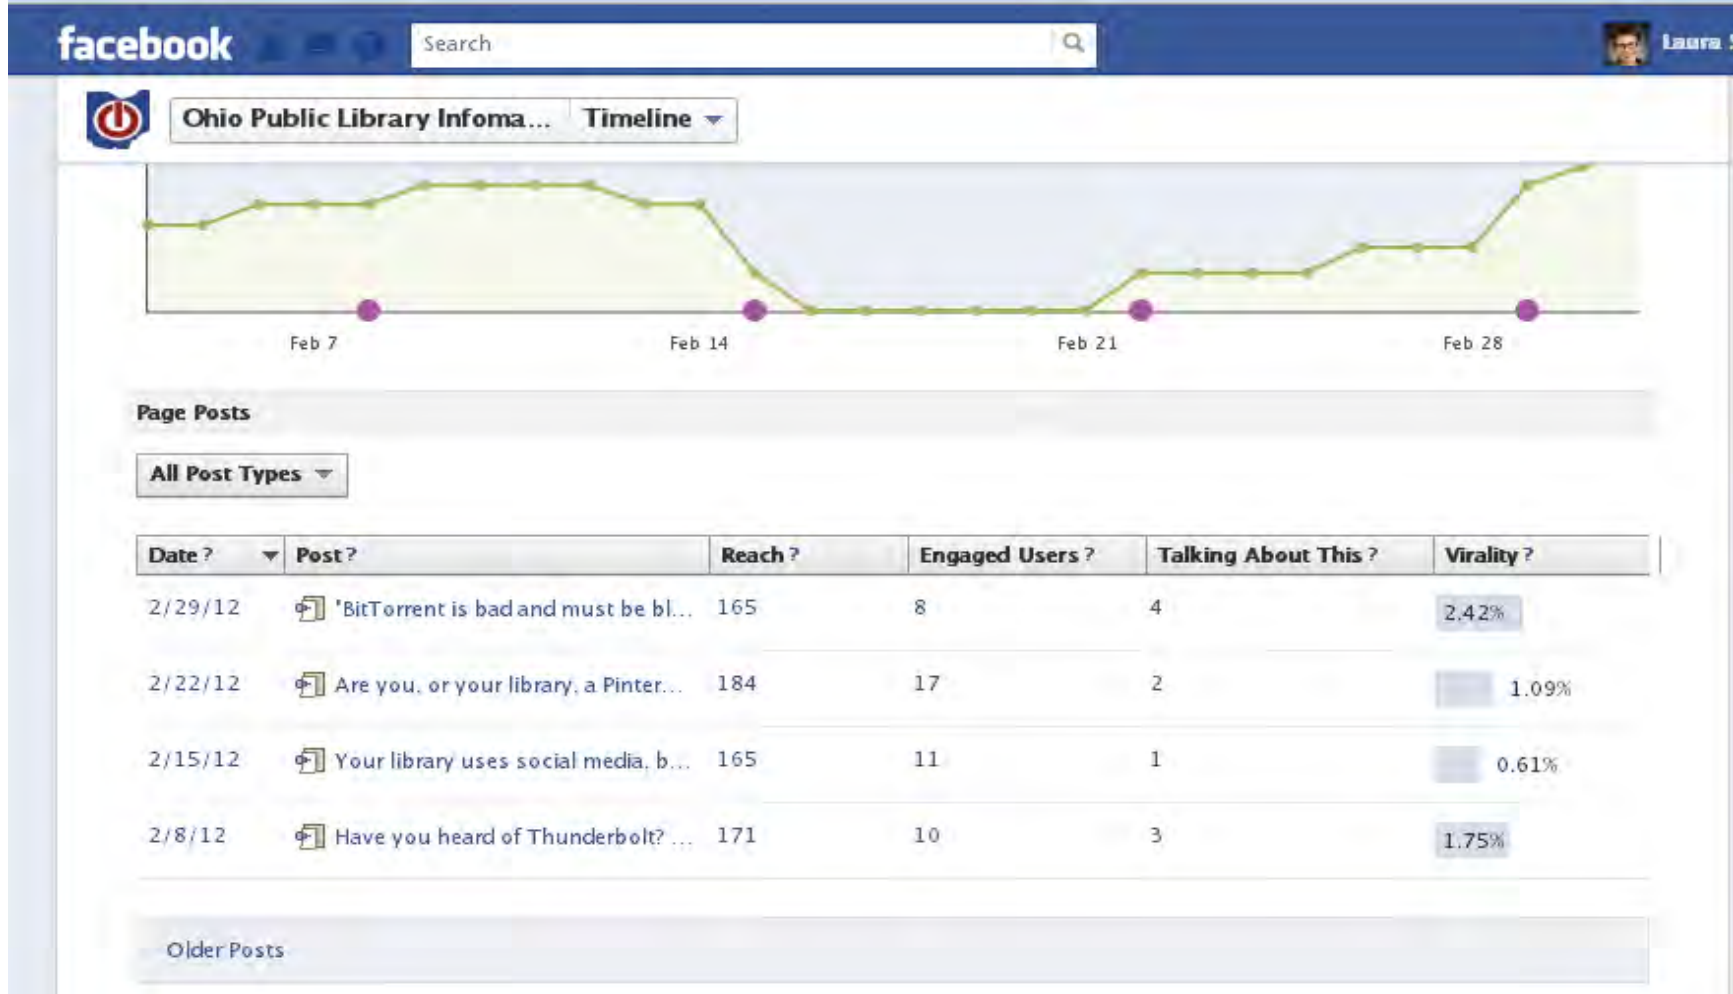 facebook Search Laura S
Ohio Public Library Infoma... Timeline
Feb 7 Feb 14 Feb 21 Feb 28
Page Posts
All Post Types
Date? Post? Reach? Engaged Users? Talking About This? Virality?
2/29/12 'BitTorrent is bad and must be bl... 165 8 4 2.42%
2/22/12 Are you, or your library, a Pinter... 184 17 2 1.09%
2/15/12 Your library uses social media, b... 165 11 1 0.61%
2/8/12 Have you heard of Thunderbolt? ... 171 10 3 1.75%
Older Posts